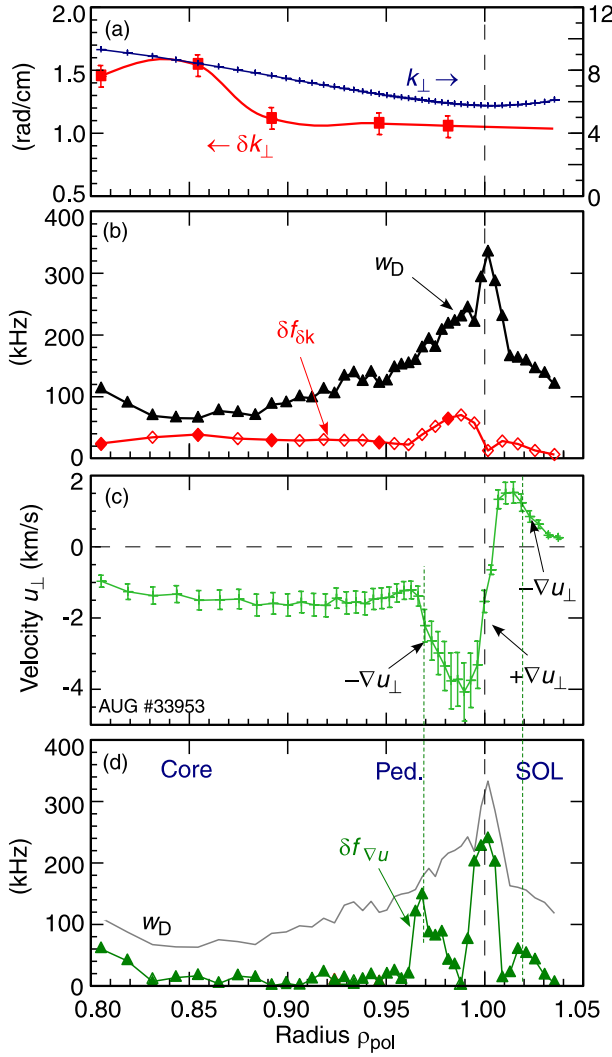 (a)
2.0
1.5
1.0
0.5
(rad/cm)
12
8
4
0
k⊥ →
← δk⊥
(b)
400
300
200
100
0
(kHz)
wD
δfδk
(c)
2
0
-2
-4
Velocity u⊥ (km/s)
−∇u⊥
−∇u⊥
+∇u⊥
AUG #33953
(d)
Core
Ped.
SOL
400
300
200
100
0
(kHz)
δf∇u
wD
0.80
0.85
0.90
0.95
1.00
1.05
Radius ρpol